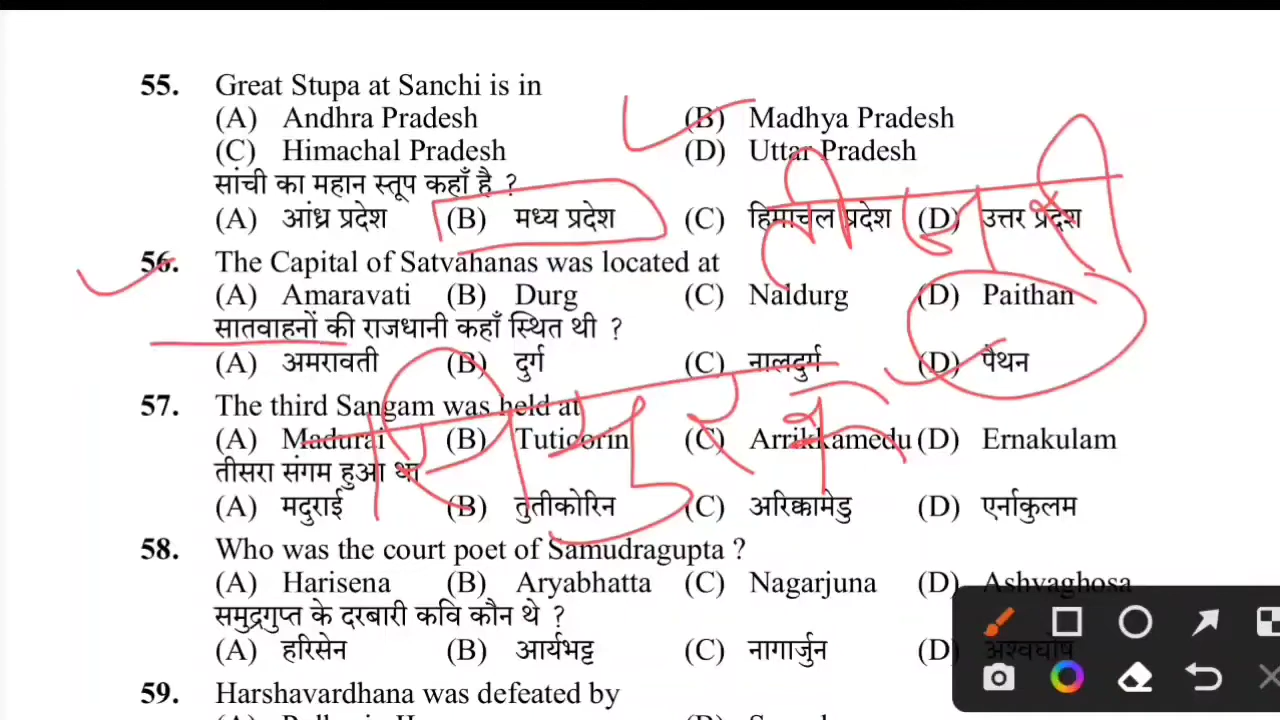 55. Great Stupa at Sanchi is in
(A) Andhra Pradesh (B) Madhya Pradesh
(C) Himachal Pradesh (D) Uttar Pradesh
सांची का महान स्तूप कहाँ है ?
(A) आंध्र प्रदेश (B) मध्य प्रदेश (C) हिमाचल प्रदेश (D) उत्तर प्रदेश
56. The Capital of Satvahanas was located at
(A) Amaravati (B) Durg (C) Naldurg (D) Paithan
सातवाहनों की राजधानी कहाँ स्थित थी ?
(A) अमरावती (B) दुर्ग (C) नालदुर्ग (D) पैथन
57. The third Sangam was held at
(A) Madurai (B) Tuticorin (C) Arrikkamedu (D) Ernakulam
तीसरा संगम हुआ था
(A) मदुराई (B) तुतीकोरिन (C) अरिक्कामेडु (D) एर्नाकुलम
58. Who was the court poet of Samudragupta ?
(A) Harisena (B) Aryabhatta (C) Nagarjuna (D) Ashvaghosa
समुद्रगुप्त के दरबारी कवि कौन थे ?
(A) हरिसेन (B) आर्यभट्ट (C) नागार्जुन (D) अश्वघोष
59. Harshavardhana was defeated by